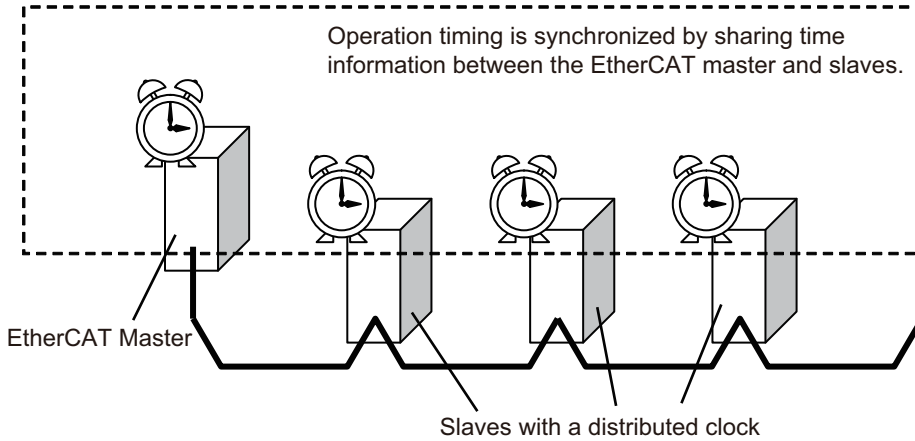 Operation timing is synchronized by sharing time
information between the EtherCAT master and slaves.
EtherCAT Master
Slaves with a distributed clock